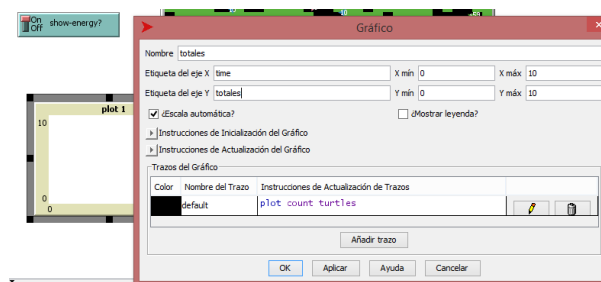 On
Off
show-energy?
10
Gráfico
Nombre totales
Etiqueta del eje X time X mín 0 X máx 10
Etiqueta del eje Y totales Y mín 0 Y máx 10
¿Escala automática? ¿Mostrar leyenda?
Instrucciones de Inicialización del Gráfico
Instrucciones de Actualización del Gráfico
Trazos del Gráfico
Color Nombre del Trazo Instrucciones de Actualización de Trazos
default plot count turtles
Añadir trazo
OK Aplicar Ayuda Cancelar
plot 1
10
0
0